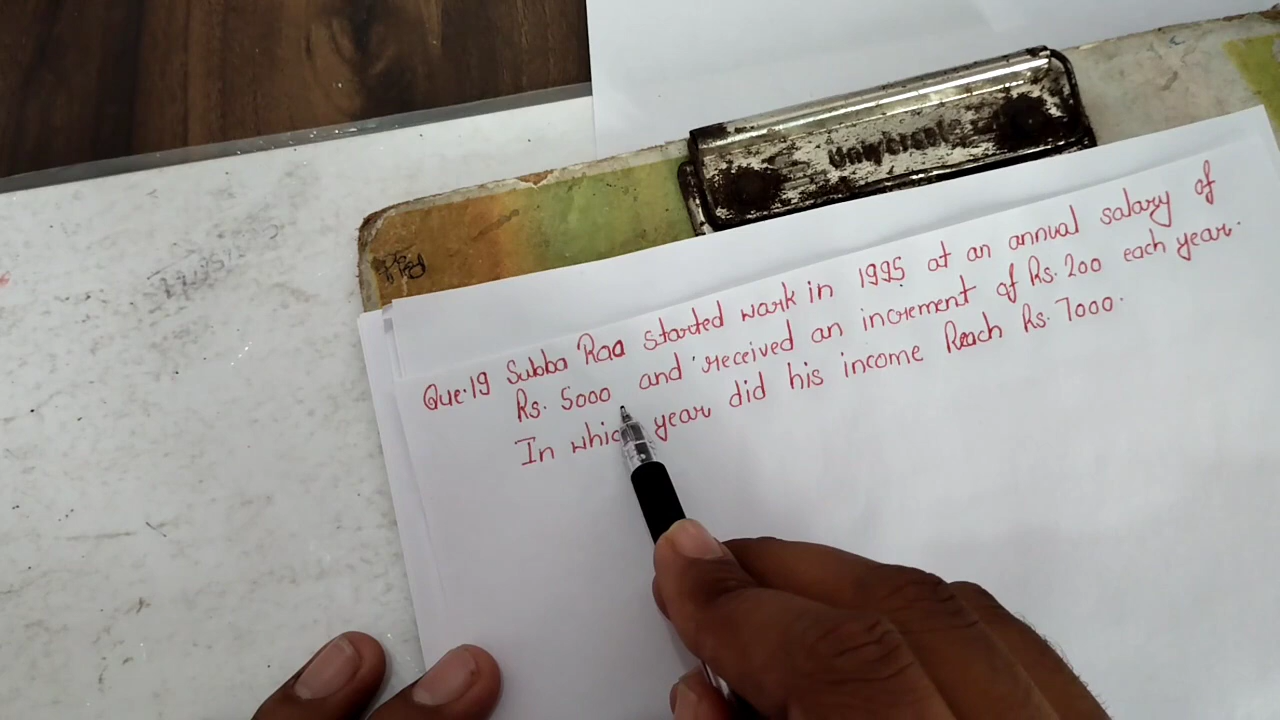 Universal
Que.19 Subba Rao started work in 1995 at an annual salary of
Rs. 5000 and received an increment of Rs. 200 each year.
In which year did his income Reach Rs. 7000.